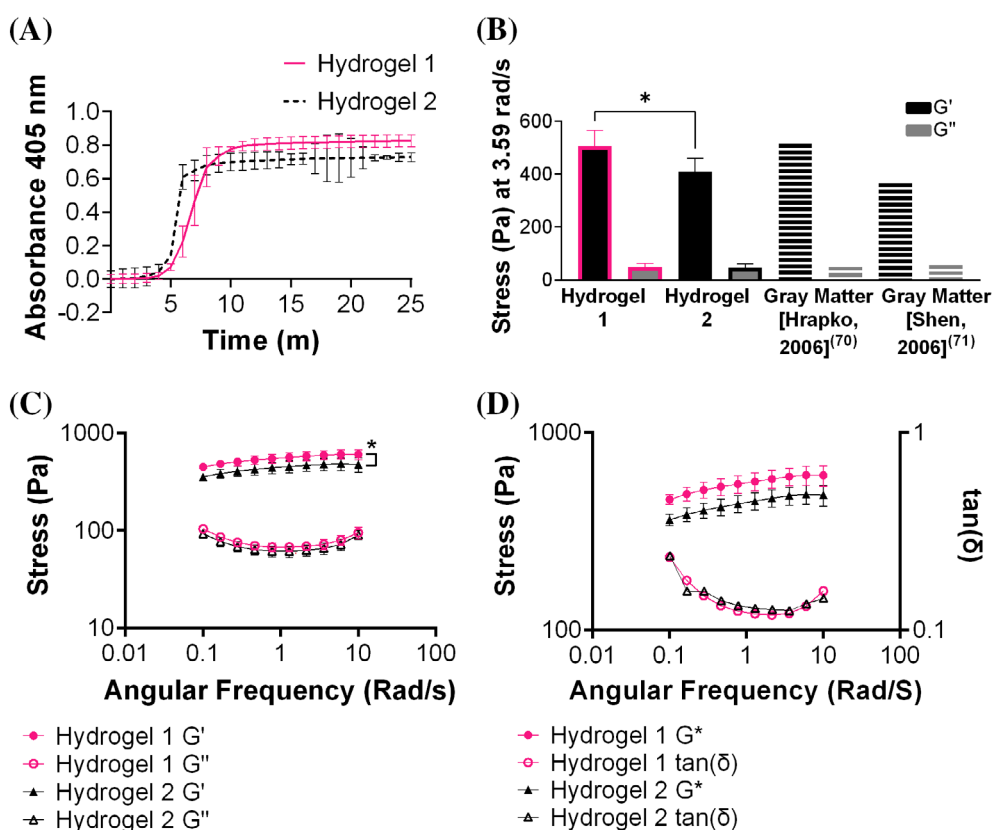 (A)
Hydrogel 1
Hydrogel 2
Absorbance 405 nm
1.0
0.8
0.6
0.4
0.2
0.0
-0.2
5
10
15
20
25
Time (m)
(B)
G'
G"
*
Stress (Pa) at 3.59 rad/s
600
400
200
0
Hydrogel
1
Hydrogel
2
Gray Matter
[Hrapko,
2006](70)
Gray Matter
[Shen,
2006](71)
(C)
Stress (Pa)
1000
100
10
*
0.01
0.1
1
10
100
Angular Frequency (Rad/s)
Hydrogel 1 G'
Hydrogel 1 G"
Hydrogel 2 G'
Hydrogel 2 G"
(D)
Stress (Pa)
1000
100
1
0.1
tan(δ)
0.01
0.1
1
10
100
Angular Frequency (Rad/S)
Hydrogel 1 G*
Hydrogel 1 tan(δ)
Hydrogel 2 G*
Hydrogel 2 tan(δ)